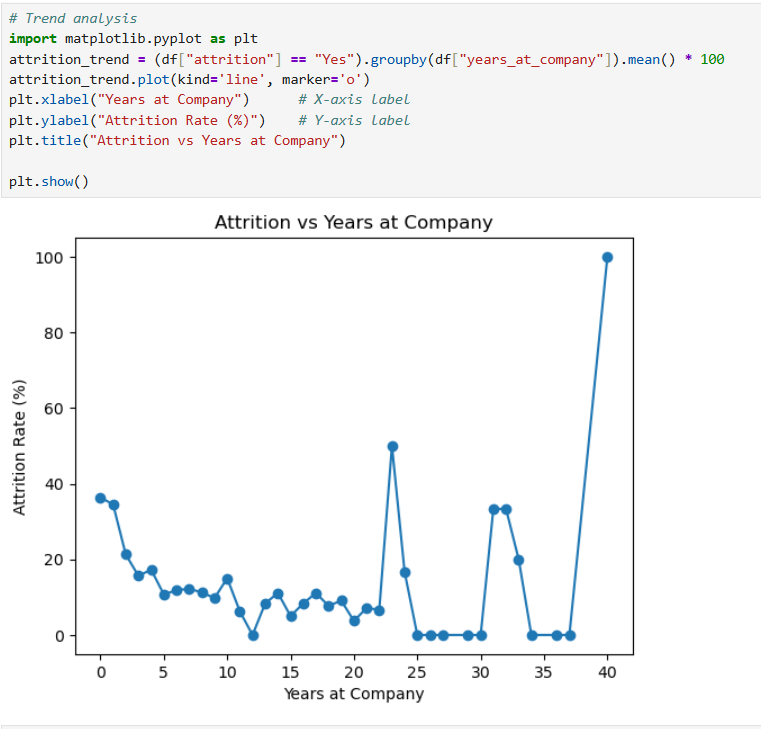 # Trend analysis
import matplotlib.pyplot as plt
attrition_trend = (df["attrition"] == "Yes").groupby(df["years_at_company"]).mean() * 100
attrition_trend.plot(kind='line', marker='o')
plt.xlabel("Years at Company")      # X-axis label
plt.ylabel("Attrition Rate (%)")    # Y-axis label
plt.title("Attrition vs Years at Company")
plt.show()
Attrition vs Years at Company
100
80
60
40
20
0
Attrition Rate (%)
0 5 10 15 20 25 30 35 40
Years at Company